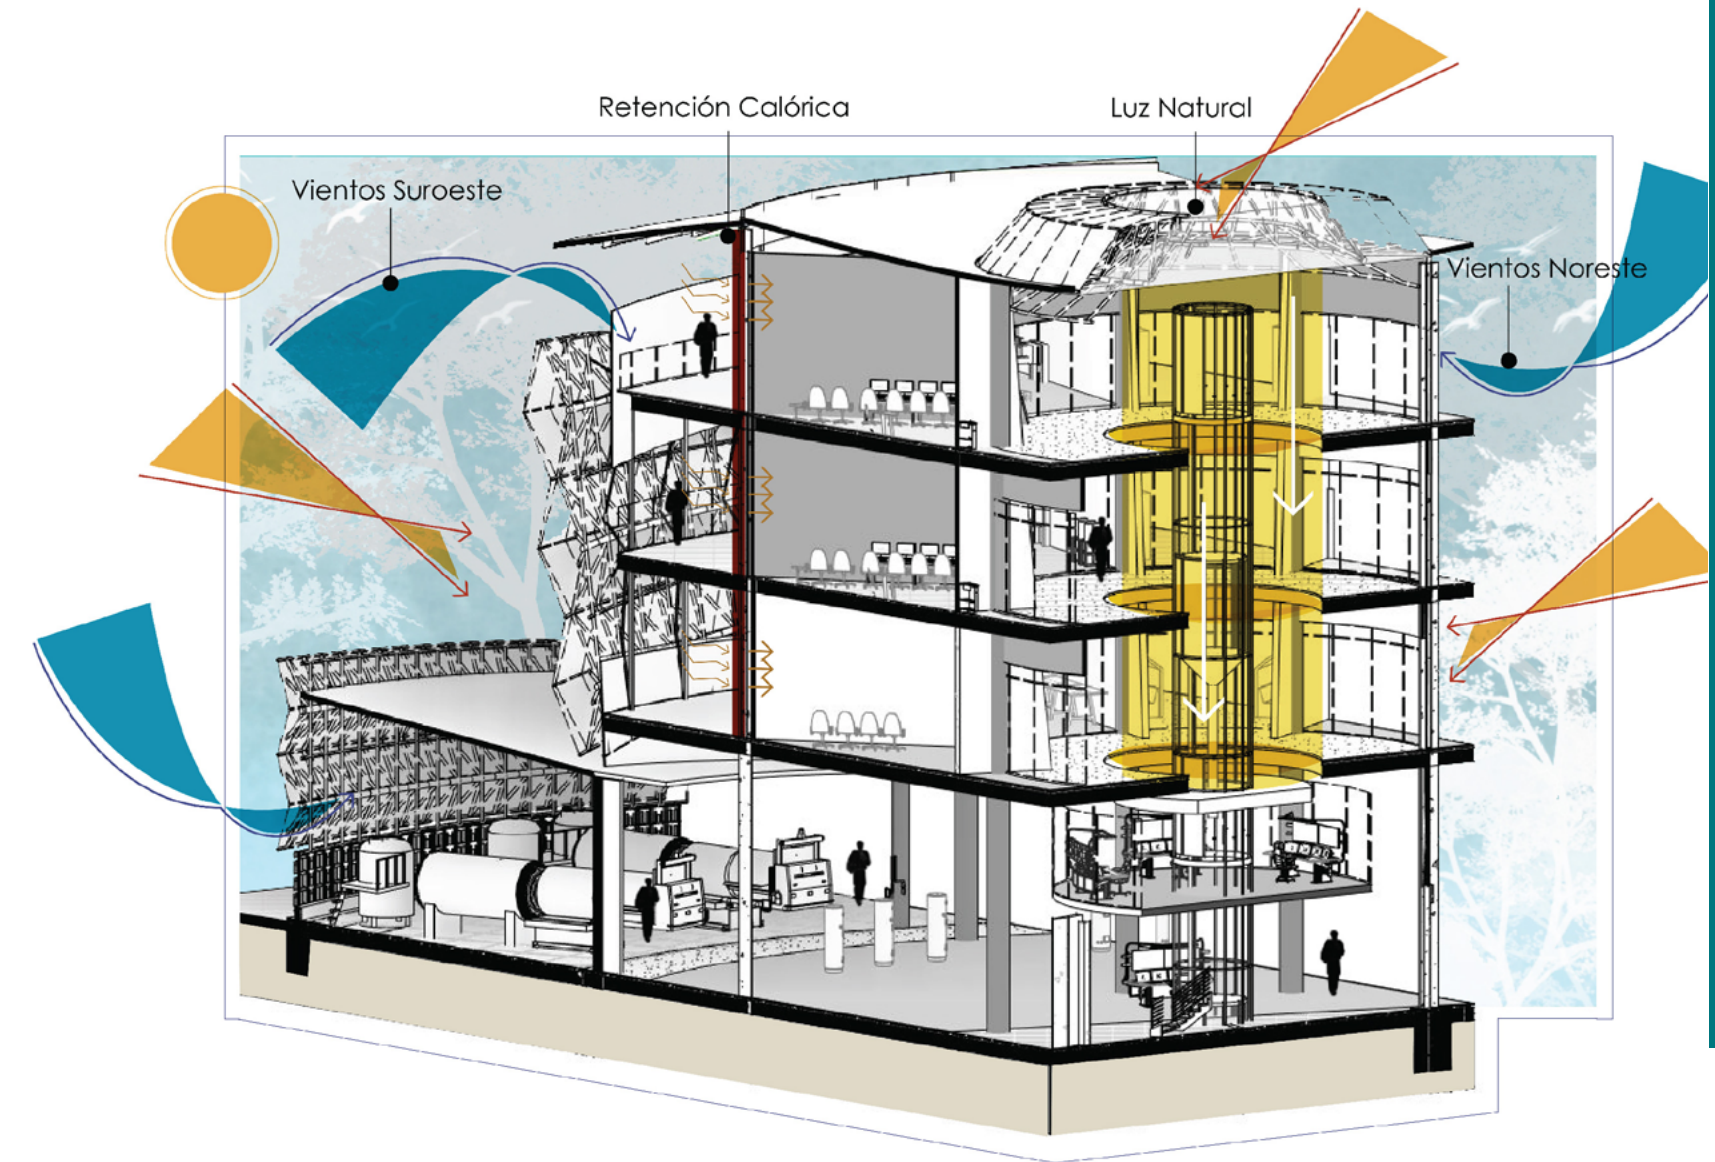 Retención Calórica
Luz Natural
Vientos Suroeste
Vientos Noreste